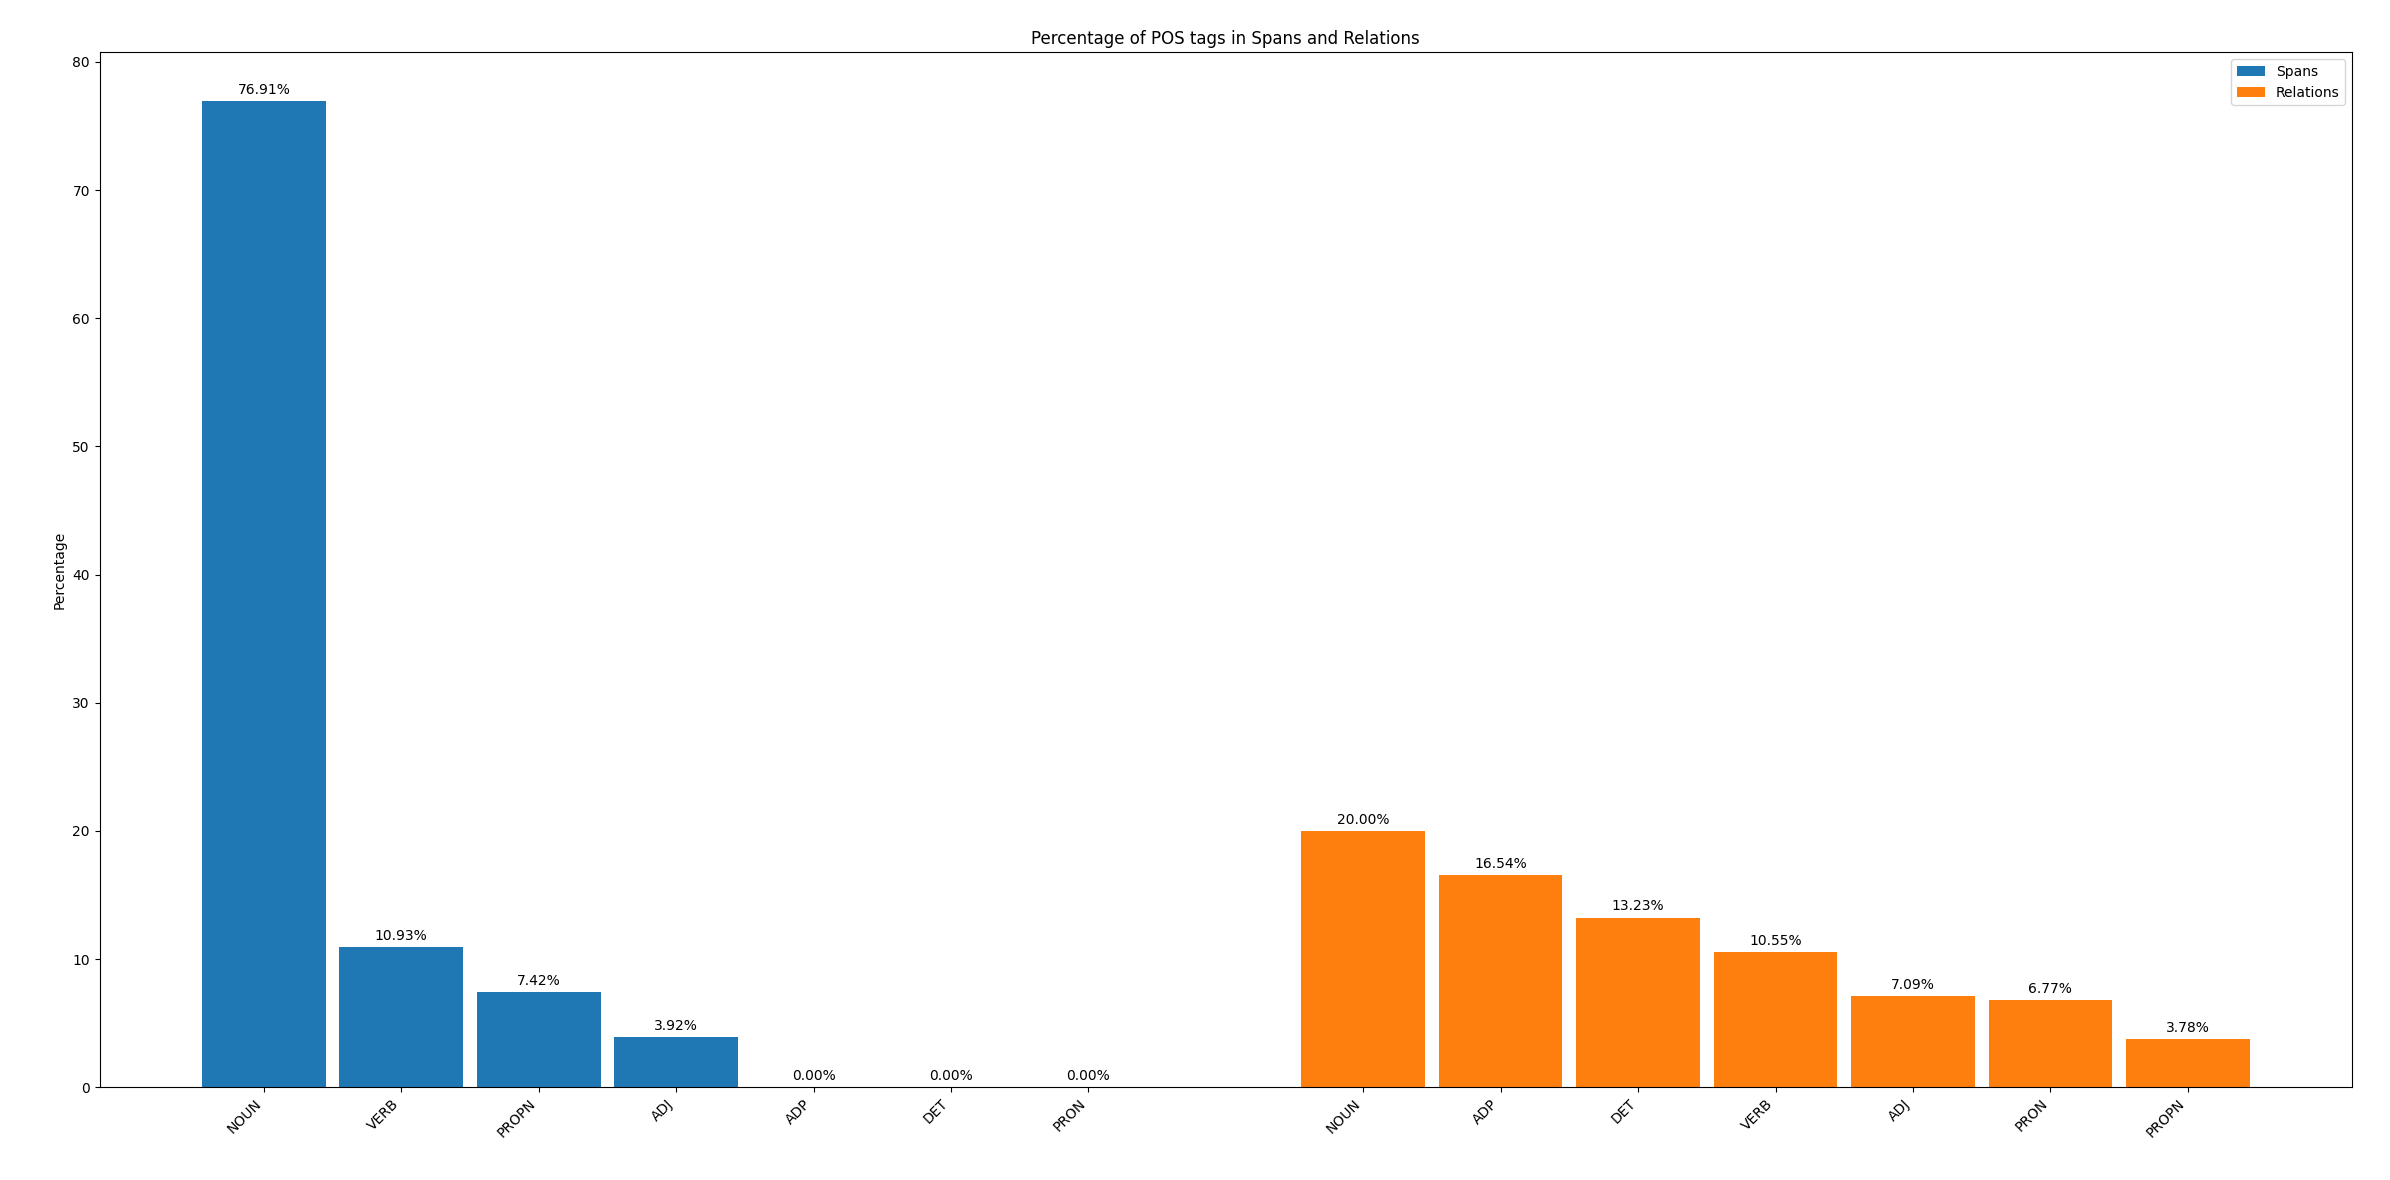 Percentage of POS tags in Spans and Relations
Spans
Relations
Percentage
80
70
60
50
40
30
20
10
0
76.91%
10.93%
7.42%
3.92%
0.00%
0.00%
0.00%
20.00%
16.54%
13.23%
10.55%
7.09%
6.77%
3.78%
NOUN
VERB
PROPN
ADJ
ADP
DET
PRON
NOUN
ADP
DET
VERB
ADJ
PRON
PROPN